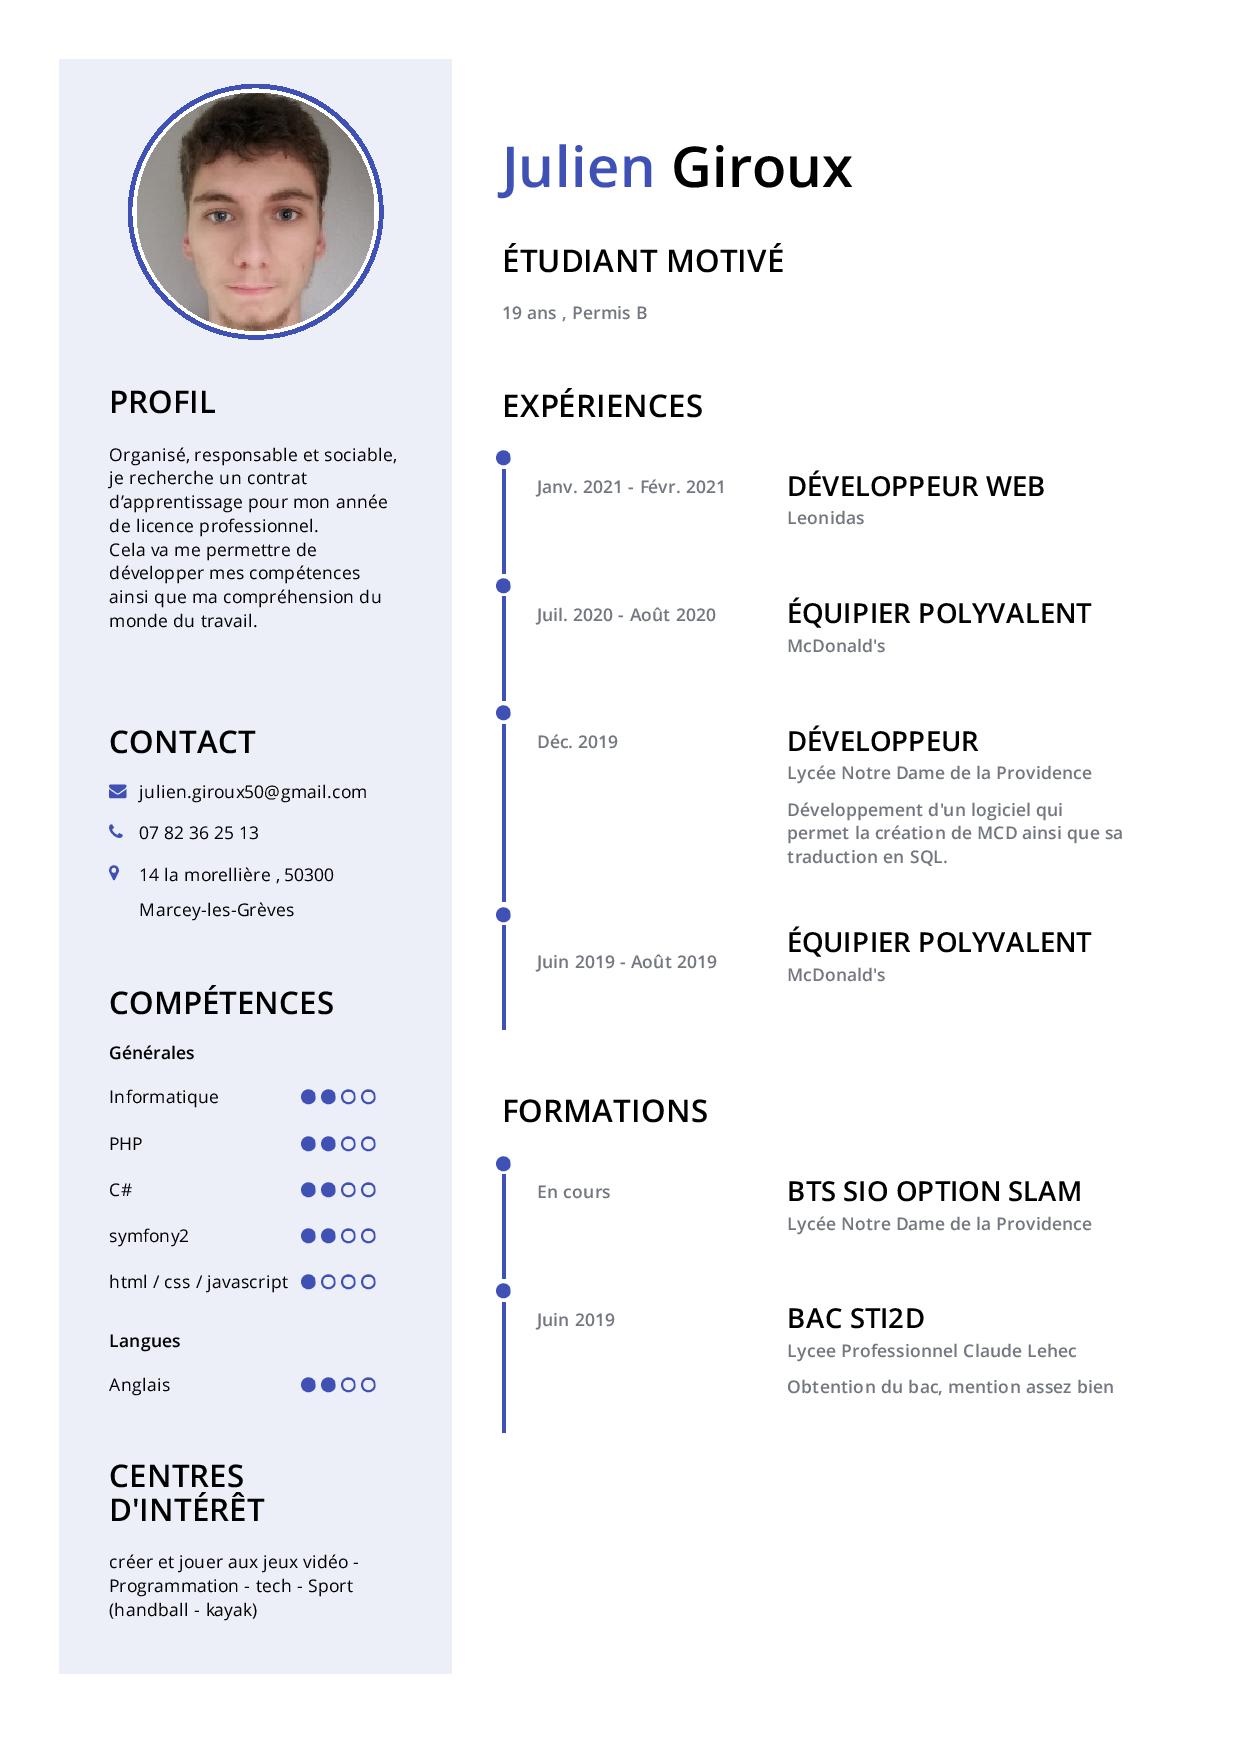 Julien Giroux
ÉTUDIANT MOTIVÉ
19 ans , Permis B
PROFIL
Organisé, responsable et sociable,
je recherche un contrat
d’apprentissage pour mon année
de licence professionnel.
Cela va me permettre de
développer mes compétences
ainsi que ma compréhension du
monde du travail.
CONTACT
julien.giroux50@gmail.com
07 82 36 25 13
14 la morellière , 50300
Marcey-les-Grèves
COMPÉTENCES
Générales
Informatique
PHP
C#
symfony2
html / css / javascript
Langues
Anglais
CENTRES
D'INTÉRÊT
créer et jouer aux jeux vidéo -
Programmation - tech - Sport
(handball - kayak)
EXPÉRIENCES
Janv. 2021 - Févr. 2021
DÉVELOPPEUR WEB
Leonidas
Juil. 2020 - Août 2020
ÉQUIPIER POLYVALENT
McDonald's
Déc. 2019
DÉVELOPPEUR
Lycée Notre Dame de la Providence
Développement d'un logiciel qui
permet la création de MCD ainsi que sa
traduction en SQL.
Juin 2019 - Août 2019
ÉQUIPIER POLYVALENT
McDonald's
FORMATIONS
En cours
BTS SIO OPTION SLAM
Lycée Notre Dame de la Providence
Juin 2019
BAC STI2D
Lycee Professionnel Claude Lehec
Obtention du bac, mention assez bien